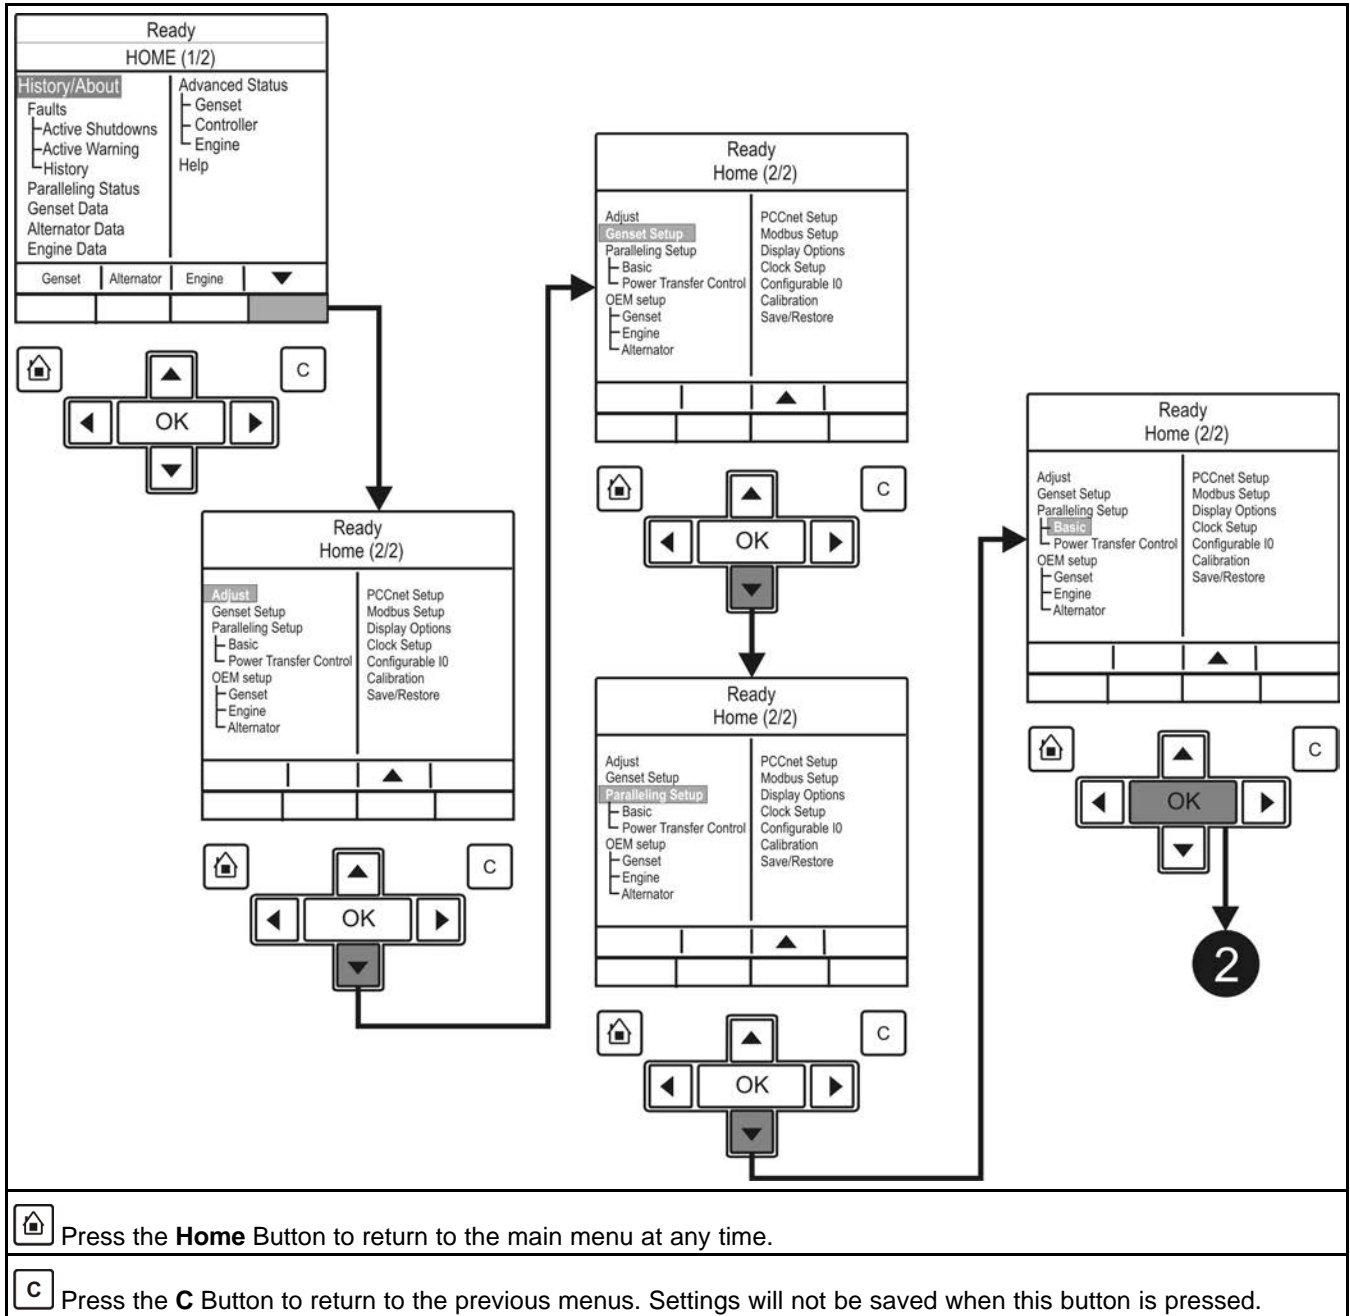 Ready
HOME (1/2)
History/About
Faults
Active Shutdowns
Active Warning
History
Paralleling Status
Genset Data
Alternator Data
Engine Data
Advanced Status
Genset
Controller
Engine
Help
Genset Alternator Engine
C
OK
Ready
Home (2/2)
Adjust
Genset Setup
Paralleling Setup
Basic
Power Transfer Control
OEM setup
Genset
Engine
Alternator
PCCnet Setup
Modbus Setup
Display Options
Clock Setup
Configurable I0
Calibration
Save/Restore
C
OK
Ready
Home (2/2)
Adjust
Genset Setup
Paralleling Setup
Basic
Power Transfer Control
OEM setup
Genset
Engine
Alternator
PCCnet Setup
Modbus Setup
Display Options
Clock Setup
Configurable I0
Calibration
Save/Restore
C
OK
Ready
Home (2/2)
Adjust
Genset Setup
Paralleling Setup
Basic
Power Transfer Control
OEM setup
Genset
Engine
Alternator
PCCnet Setup
Modbus Setup
Display Options
Clock Setup
Configurable I0
Calibration
Save/Restore
C
OK
Ready
Home (2/2)
Adjust
Genset Setup
Paralleling Setup
Basic
Power Transfer Control
OEM setup
Genset
Engine
Alternator
PCCnet Setup
Modbus Setup
Display Options
Clock Setup
Configurable I0
Calibration
Save/Restore
C
OK
2
Press the Home Button to return to the main menu at any time.
C Press the C Button to return to the previous menus. Settings will not be saved when this button is pressed.